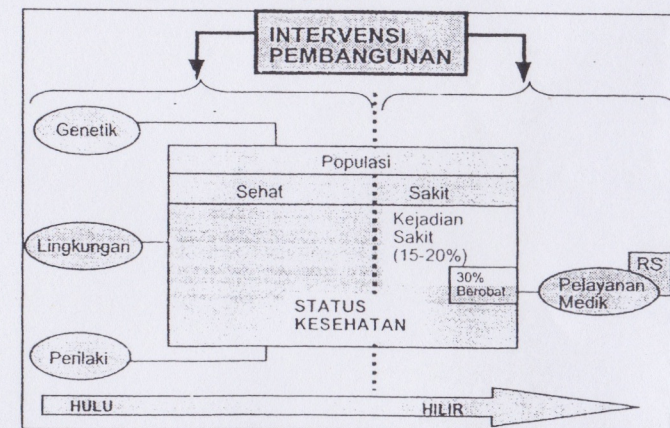 INTERVENSI
PEMBANGUNAN
Genetik
Populasi
Sehat
Sakit
Lingkungan
Kejadian
Sakit
(15-20%)
30%
Berobat
RS
Pelayanan
Medik
STATUS
KESEHATAN
Perilaki
HULU
HILIR